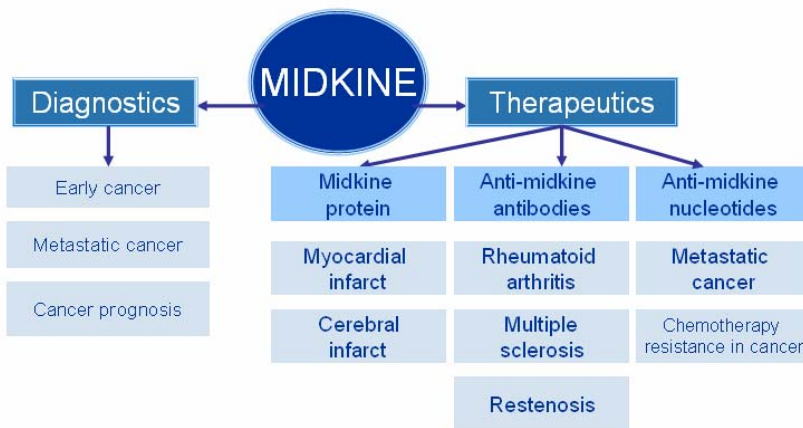 MIDKINE
Diagnostics
Therapeutics
Early cancer
Metastatic cancer
Cancer prognosis
Midkine
protein
Myocardial
infarct
Cerebral
infarct
Anti-midkine
antibodies
Rheumatoid
arthritis
Multiple
sclerosis
Restenosis
Anti-midkine
nucleotides
Metastatic
cancer
Chemotherapy
resistance in cancer